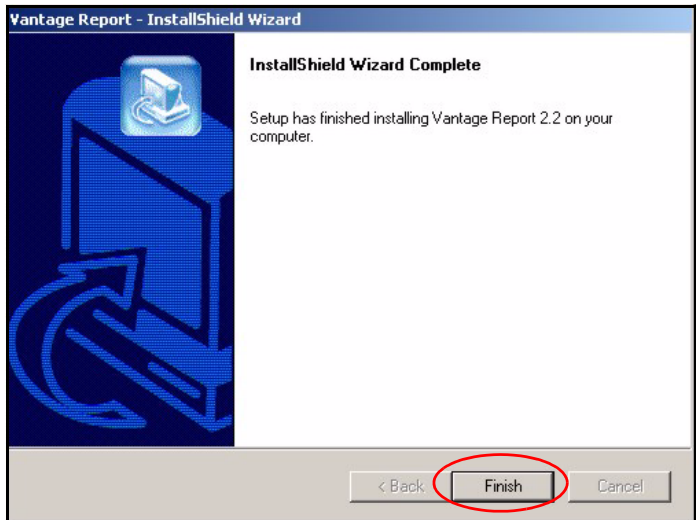 Vantage Report - InstallShield Wizard
InstallShield Wizard Complete
Setup has finished installing Vantage Report 2.2 on your
computer.
< Back
Finish
Cancel